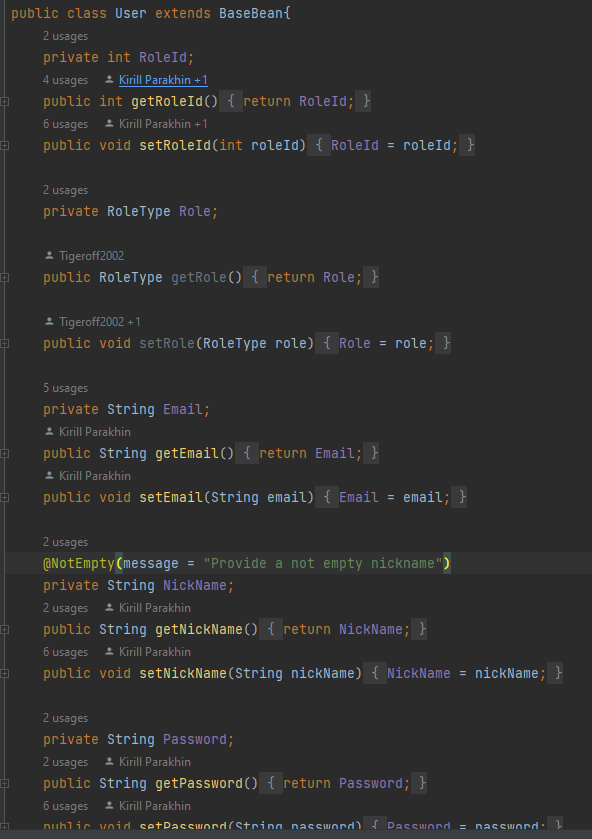 public class User extends BaseBean{
2 usages
private int RoleId;
4 usages Kirill Parakhin +1
public int getRoleId() { return RoleId; }
6 usages Kirill Parakhin +1
public void setRoleId(int roleId) { RoleId = roleId; }
2 usages
private RoleType Role;
Tigeroff2002
public RoleType getRole() { return Role; }
Tigeroff2002 +1
public void setRole(RoleType role) { Role = role; }
5 usages
private String Email;
Kirill Parakhin
public String getEmail() { return Email; }
Kirill Parakhin
public void setEmail(String email) { Email = email; }
2 usages
@NotEmpty(message = "Provide a not empty nickname")
private String NickName;
2 usages Kirill Parakhin
public String getNickName() { return NickName; }
6 usages Kirill Parakhin
public void setNickName(String nickName) { NickName = nickName; }
2 usages
private String Password;
2 usages Kirill Parakhin
public String getPassword() { return Password; }
6 usages Kirill Parakhin
public void setPassword(String password) { Password = password; }